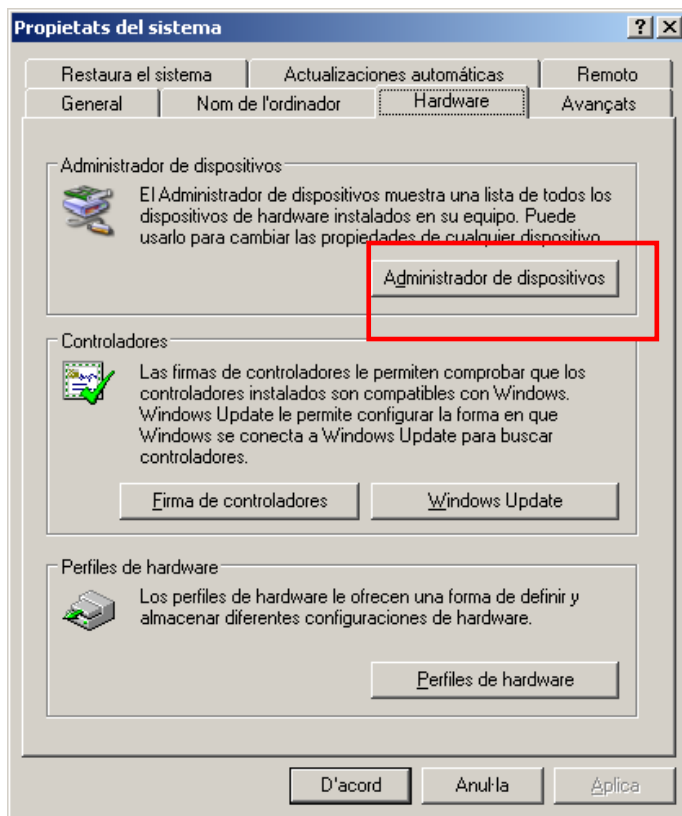 Propietats del sistema
Restaura el sistema
Actualizaciones automáticas
Remoto
General
Nom de l'ordinador
Hardware
Avançats
Administrador de dispositivos
El Administrador de dispositivos muestra una lista de todos los
dispositivos de hardware instalados en su equipo. Puede
usarlo para cambiar las propiedades de cualquier dispositivo.
Administrador de dispositivos
Controladores
Las firmas de controladores le permiten comprobar que los
controladores instalados son compatibles con Windows.
Windows Update le permite configurar la forma en que
Windows se conecta a Windows Update para buscar
controladores.
Firma de controladores
Windows Update
Perfiles de hardware
Los perfiles de hardware le ofrecen una forma de definir y
almacenar diferentes configuraciones de hardware.
Perfiles de hardware
D'acord
Anul·la
Aplica